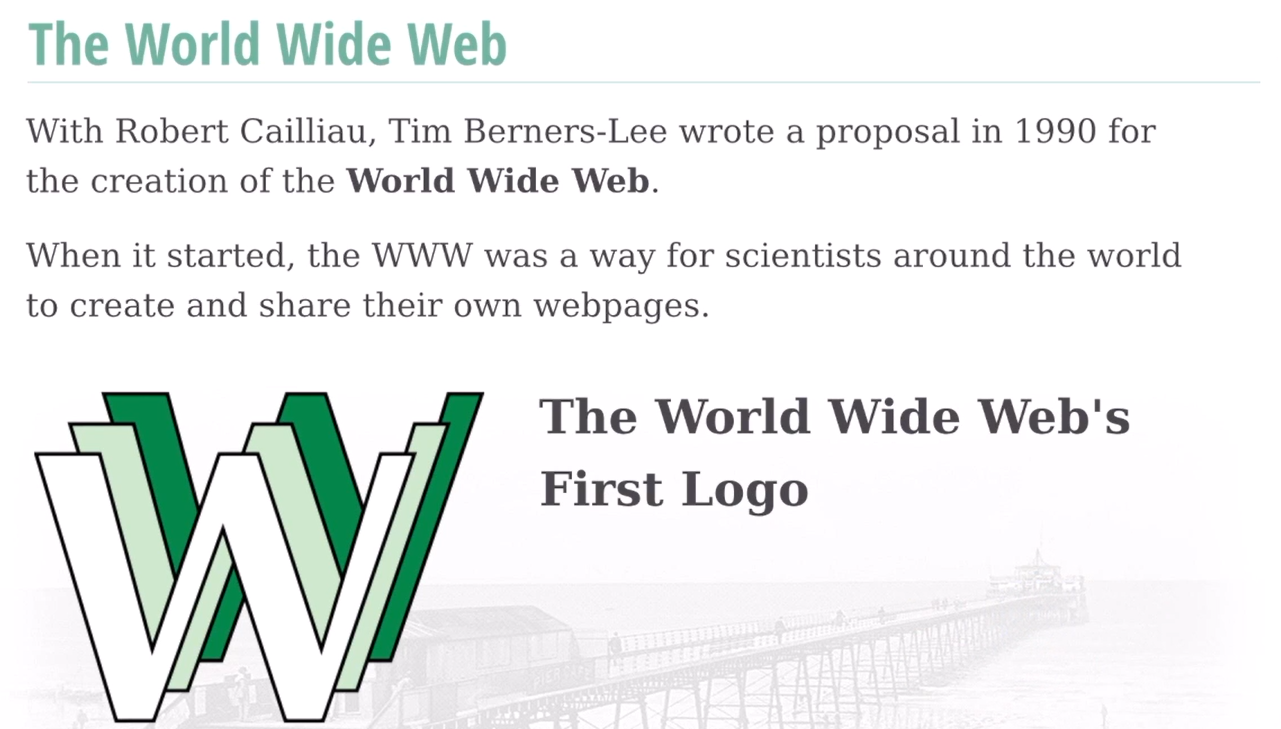 The World Wide Web
With Robert Cailliau, Tim Berners-Lee wrote a proposal in 1990 for
the creation of the World Wide Web.
When it started, the WWW was a way for scientists around the world
to create and share their own webpages.
WWW
The World Wide Web's
First Logo